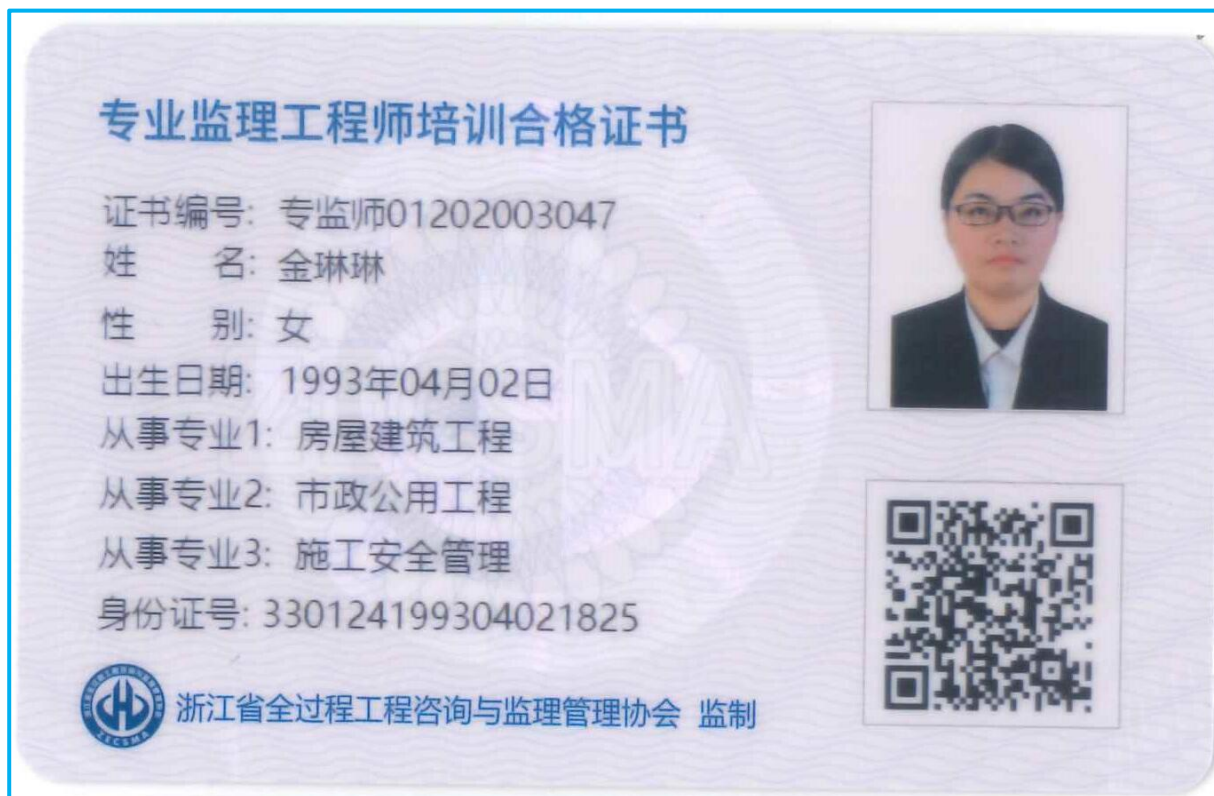 专业监理工程师培训合格证书
证书编号: 专监师01202003047
姓 名: 金琳琳
性 别: 女
出生日期: 1993年04月02日
从事专业1: 房屋建筑工程
从事专业2: 市政公用工程
从事专业3: 施工安全管理
身份证号: 330124199304021825
ZECSMA
浙江省全过程工程咨询与监理管理协会 监制